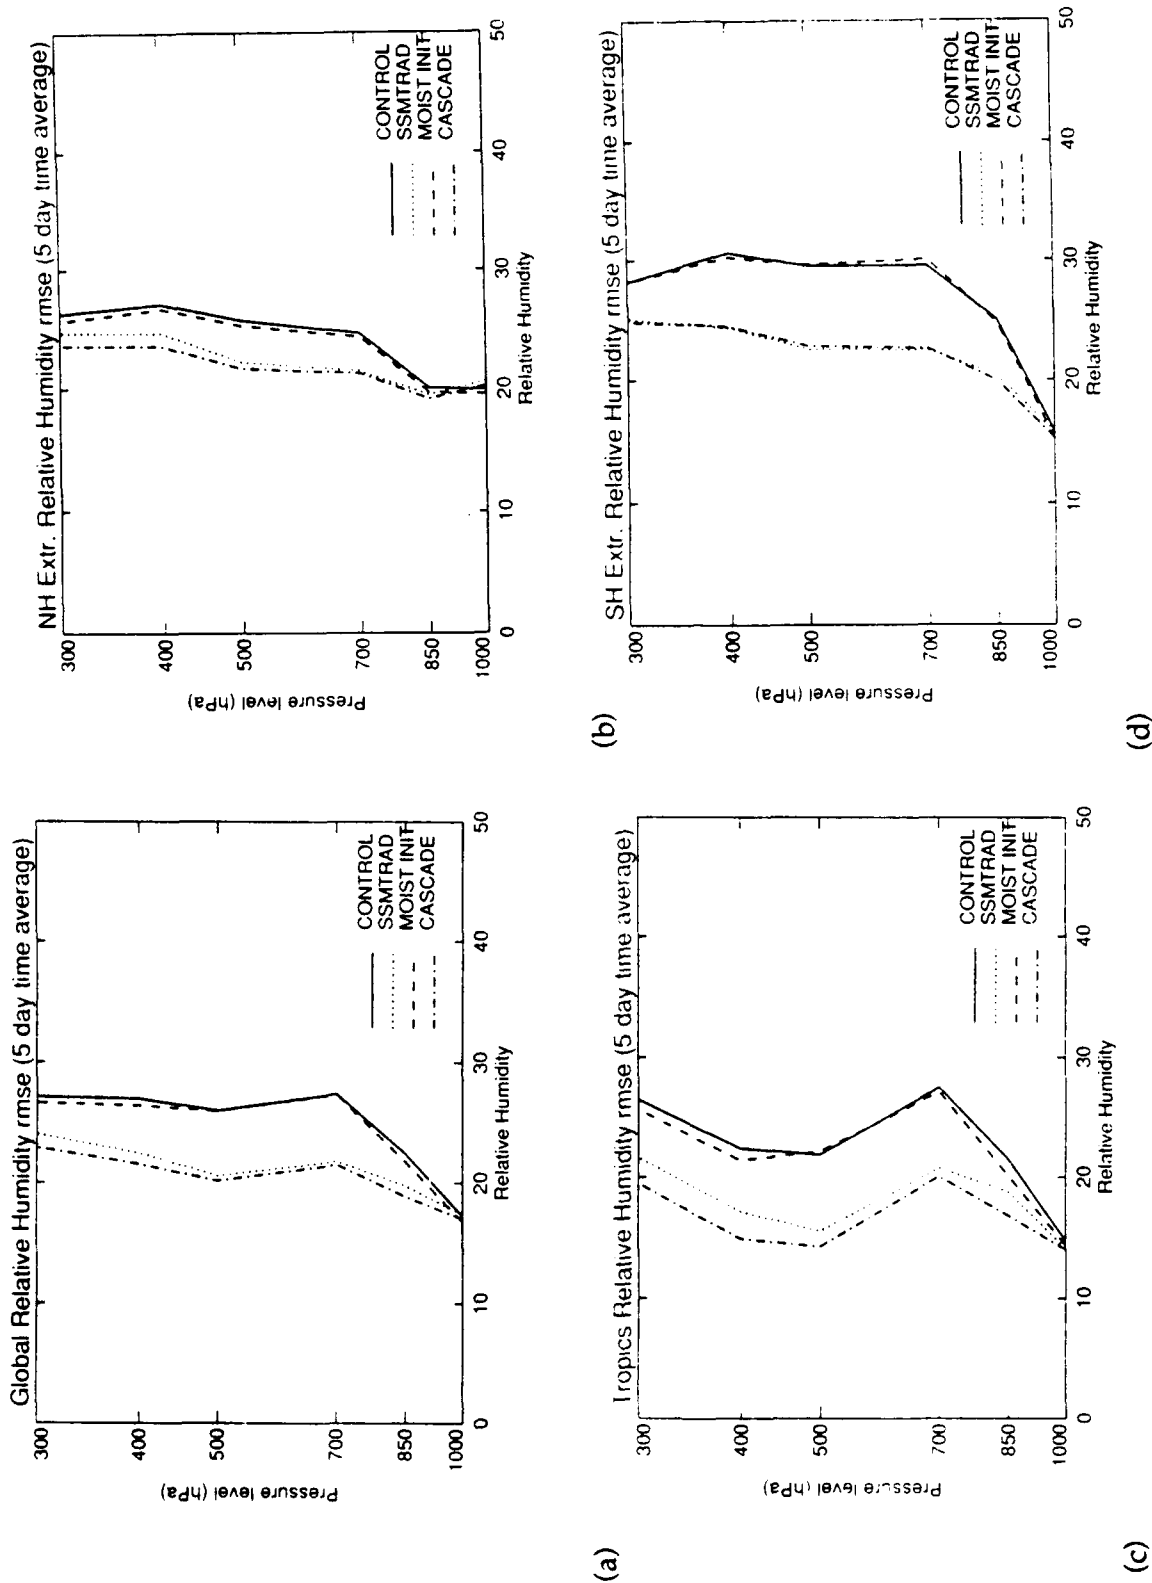 Global Relative Humidity rmse (5 day time average)
300
400
500
700
850
1000
Pressure level (hPa)
0
10
20
30
40
50
Relative Humidity
CONTROL
SSMTRAD
MOIST INIT
CASCADE
(a)
NH Extr. Relative Humidity rmse (5 day time average)
300
400
500
700
850
1000
Pressure level (hPa)
0
10
20
30
40
50
Relative Humidity
CONTROL
SSMTRAD
MOIST INIT
CASCADE
(b)
Tropics Relative Humidity rmse (5 day time average)
300
400
500
700
850
1000
Pressure level (hPa)
0
10
20
30
40
50
Relative Humidity
CONTROL
SSMTRAD
MOIST INIT
CASCADE
(c)
SH Extr. Relative Humidity rmse (5 day time average)
300
400
500
700
850
1000
Pressure level (hPa)
0
10
20
30
40
50
Relative Humidity
CONTROL
SSMTRAD
MOIST INIT
CASCADE
(d)